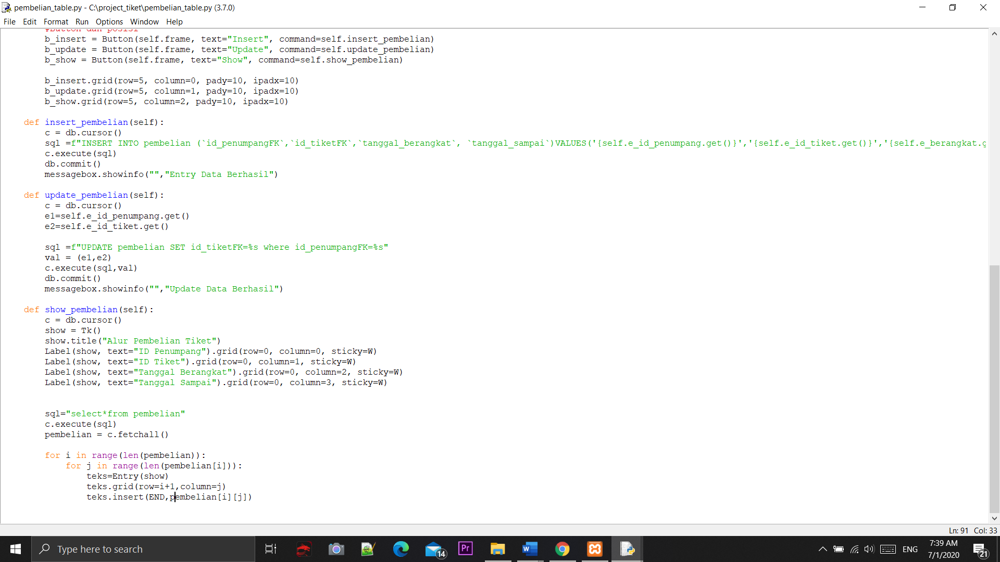 pembelian_table.py - C:\project_tiket\pembelian_table.py (3.7.0)
File Edit Format Run Options Window Help
#Button dan posisi
b_insert = Button(self.frame, text="Insert", command=self.insert_pembelian)
b_update = Button(self.frame, text="Update", command=self.update_pembelian)
b_show = Button(self.frame, text="Show", command=self.show_pembelian)
b_insert.grid(row=5, column=0, pady=10, ipadx=10)
b_update.grid(row=5, column=1, pady=10, ipadx=10)
b_show.grid(row=5, column=2, pady=10, ipadx=10)
def insert_pembelian(self):
c = db.cursor()
sql =f"INSERT INTO pembelian (`id_penumpangFK`,`id_tiketFK`,`tanggal_berangkat`, `tanggal_sampai`)VALUES('{self.e_id_penumpang.get()}','{self.e_id_tiket.get()}','{self.e_berangkat.g
c.execute(sql)
db.commit()
messagebox.showinfo("","Entry Data Berhasil")
def update_pembelian(self):
c = db.cursor()
e1=self.e_id_penumpang.get()
e2=self.e_id_tiket.get()
sql =f"UPDATE pembelian SET id_tiketFK=%s where id_penumpangFK=%s"
val = (e1,e2)
c.execute(sql,val)
db.commit()
messagebox.showinfo("","Update Data Berhasil")
def show_pembelian(self):
c = db.cursor()
show = Tk()
show.title("Alur Pembelian Tiket")
Label(show, text="ID Penumpang").grid(row=0, column=0, sticky=W)
Label(show, text="ID Tiket").grid(row=0, column=1, sticky=W)
Label(show, text="Tanggal Berangkat").grid(row=0, column=2, sticky=W)
Label(show, text="Tanggal Sampai").grid(row=0, column=3, sticky=W)
sql="select*from pembelian"
c.execute(sql)
pembelian = c.fetchall()
for i in range(len(pembelian)):
for j in range(len(pembelian[i])):
teks=Entry(show)
teks.grid(row=i+1,column=j)
teks.insert(END,pembelian[i][j])
Ln: 91 Col: 33
Type here to search
14
Pr
ENG
7:39 AM
7/1/2020
21